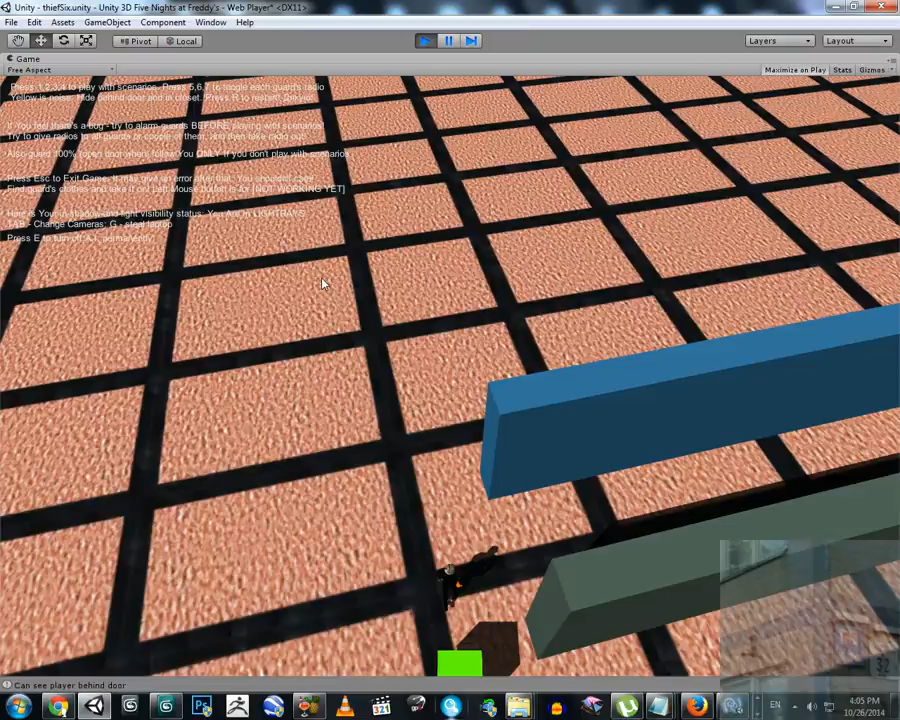 Unity - thiefSix.unity - Unity 3D Five Nights at Freddy's - Web Player* <DX11>
File Edit Assets GameObject Component Window Help
Pivot Local Layers Layout
Game
Free Aspect Maximize on Play Stats Gizmos
Press 1,2,3,4 to play with scenarios. Press 5,6,7 to toggle each guard's radio
Yellow is noise. Hide behind door and in closet. Press R to restart!
If You feel there's a bug - try to alarm guards BEFORE playing with scenarios!
Try to give radios to all guards or couple of them, and then take radio out!
Also guard 100% open door when follow You ONLY if you don't play with scenarios
Press Esc to Exit Game. It may give an error after that. You shouldn't care
Find guard's clothes and take it on! Left Mouse button is for [NOT WORKING YET]
Here is Your in shadow and light visibility status: You Are in LIGHTRAYS!
TAB - Change Cameras; G - steal laptop
Press E to turn off A.I. permanently!
Can see player behind door
32
EN
4:05 PM
10/26/2014